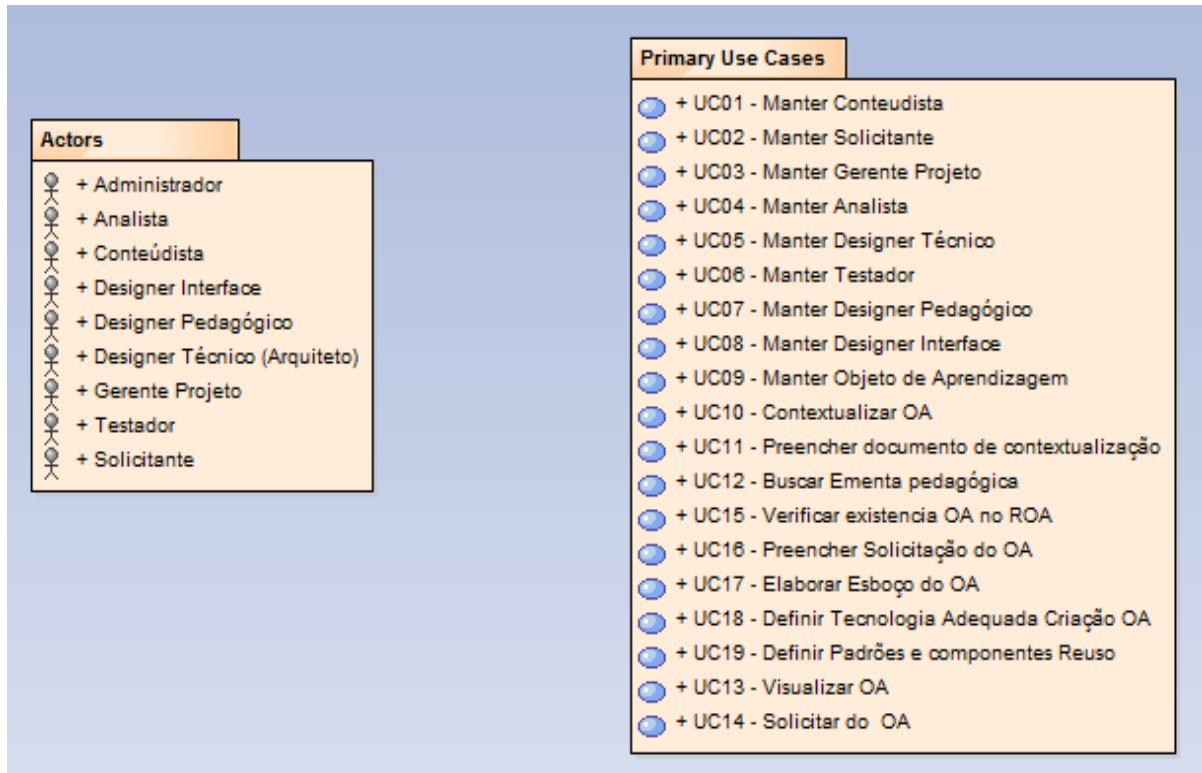 Actors
+ Administrador
+ Analista
+ Conteúdista
+ Designer Interface
+ Designer Pedagógico
+ Designer Técnico (Arquiteto)
+ Gerente Projeto
+ Testador
+ Solicitante
Primary Use Cases
+ UC01 - Manter Conteudista
+ UC02 - Manter Solicitante
+ UC03 - Manter Gerente Projeto
+ UC04 - Manter Analista
+ UC05 - Manter Designer Técnico
+ UC06 - Manter Testador
+ UC07 - Manter Designer Pedagógico
+ UC08 - Manter Designer Interface
+ UC09 - Manter Objeto de Aprendizagem
+ UC10 - Contextualizar OA
+ UC11 - Preencher documento de contextualização
+ UC12 - Buscar Ementa pedagógica
+ UC15 - Verificar existencia OA no ROA
+ UC16 - Preencher Solicitação do OA
+ UC17 - Elaborar Esboço do OA
+ UC18 - Definir Tecnologia Adequada Criação OA
+ UC19 - Definir Padrões e componentes Reuso
+ UC13 - Visualizar OA
+ UC14 - Solicitar do OA